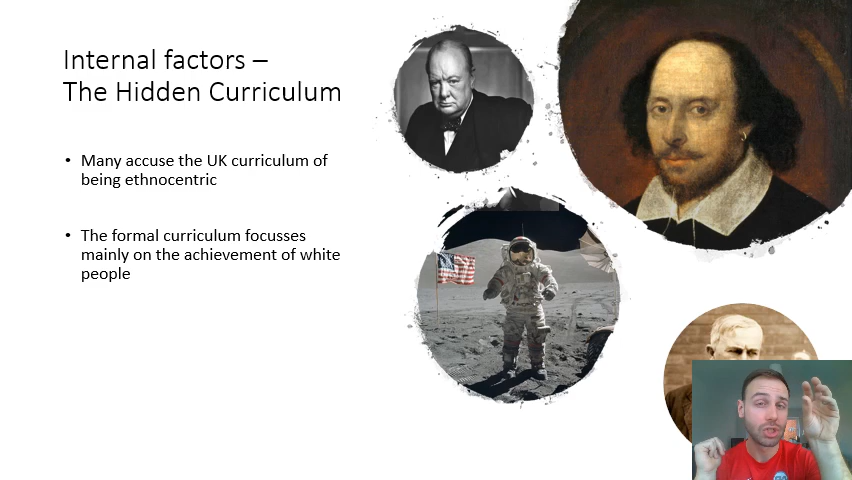 Internal factors –
The Hidden Curriculum
• Many accuse the UK curriculum of
being ethnocentric
• The formal curriculum focusses
mainly on the achievement of white
people